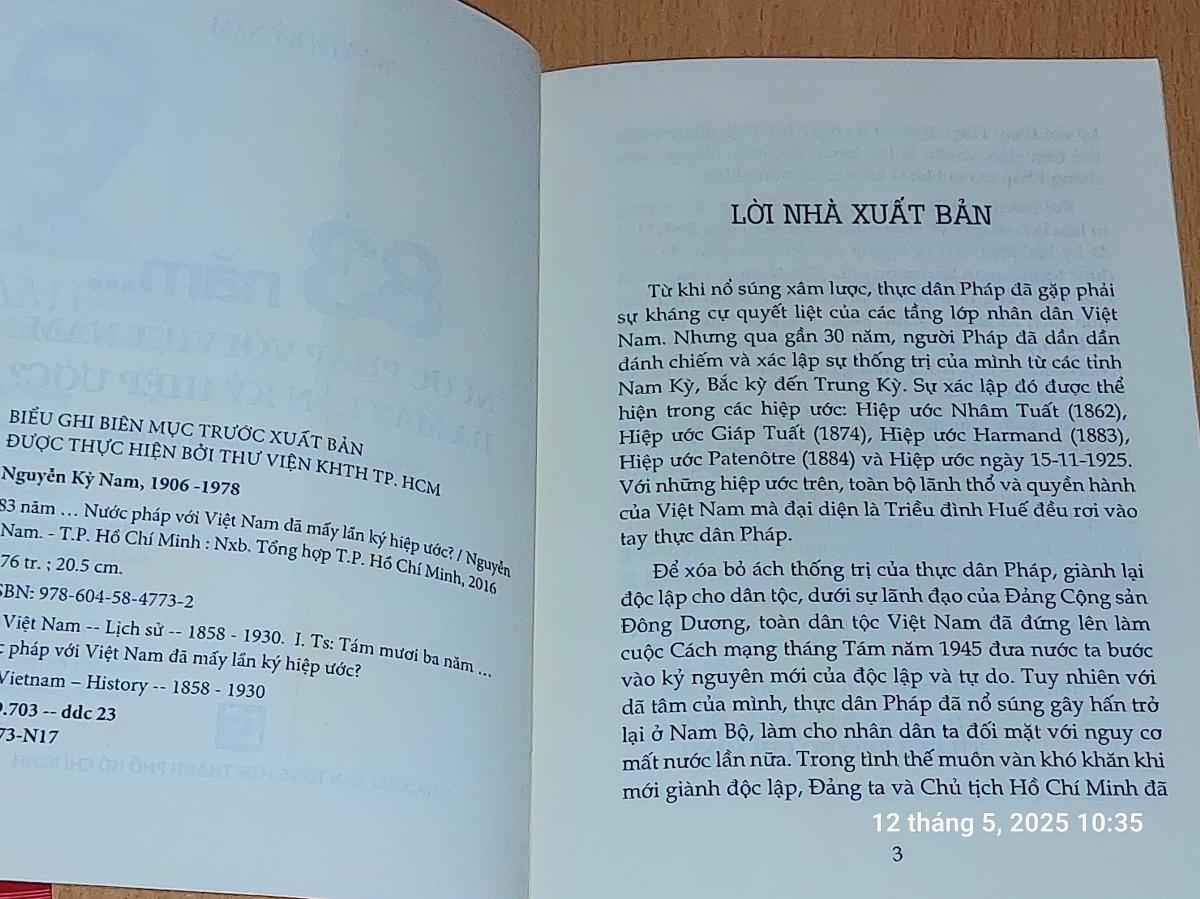 BIỂU GHI BIÊN MỤC TRƯỚC XUẤT BẢN
ĐƯỢC THỰC HIỆN BỞI THƯ VIỆN KHTH TP. HCM
Nguyễn Kỳ Nam, 1906 -1978
83 năm … Nước pháp với Việt Nam đã mấy lần ký hiệp ước? / Nguyễn
Nam. - T.P. Hồ Chí Minh : Nxb. Tổng hợp T.P. Hồ Chí Minh, 2016
76 tr. ; 20.5 cm.
SBN: 978-604-58-4773-2
Việt Nam -- Lịch sử -- 1858 - 1930. I. Ts: Tám mươi ba năm …
c pháp với Việt Nam đã mấy lần ký hiệp ước?
Vietnam – History -- 1858 - 1930
9.703 -- ddc 23
73-N17
LỜI NHÀ XUẤT BẢN
Từ khi nổ súng xâm lược, thực dân Pháp đã gặp phải
sự kháng cự quyết liệt của các tầng lớp nhân dân Việt
Nam. Nhưng qua gần 30 năm, người Pháp đã dần dần
đánh chiếm và xác lập sự thống trị của mình từ các tỉnh
Nam Kỳ, Bắc kỳ đến Trung Kỳ. Sự xác lập đó được thể
hiện trong các hiệp ước: Hiệp ước Nhâm Tuất (1862),
Hiệp ước Giáp Tuất (1874), Hiệp ước Harmand (1883),
Hiệp ước Patenôtre (1884) và Hiệp ước ngày 15-11-1925.
Với những hiệp ước trên, toàn bộ lãnh thổ và quyền hành
của Việt Nam mà đại diện là Triều đình Huế đều rơi vào
tay thực dân Pháp.
Để xóa bỏ ách thống trị của thực dân Pháp, giành lại
độc lập cho dân tộc, dưới sự lãnh đạo của Đảng Cộng sản
Đông Dương, toàn dân tộc Việt Nam đã đứng lên làm
cuộc Cách mạng tháng Tám năm 1945 đưa nước ta bước
vào kỷ nguyên mới của độc lập và tự do. Tuy nhiên với
dã tâm của mình, thực dân Pháp đã nổ súng gây hấn trở
lại ở Nam Bộ, làm cho nhân dân ta đối mặt với nguy cơ
mất nước lần nữa. Trong tình thế muôn vàn khó khăn khi
mới giành độc lập, Đảng ta và Chủ tịch Hồ Chí Minh đã
12 tháng 5, 2025 10:35
3